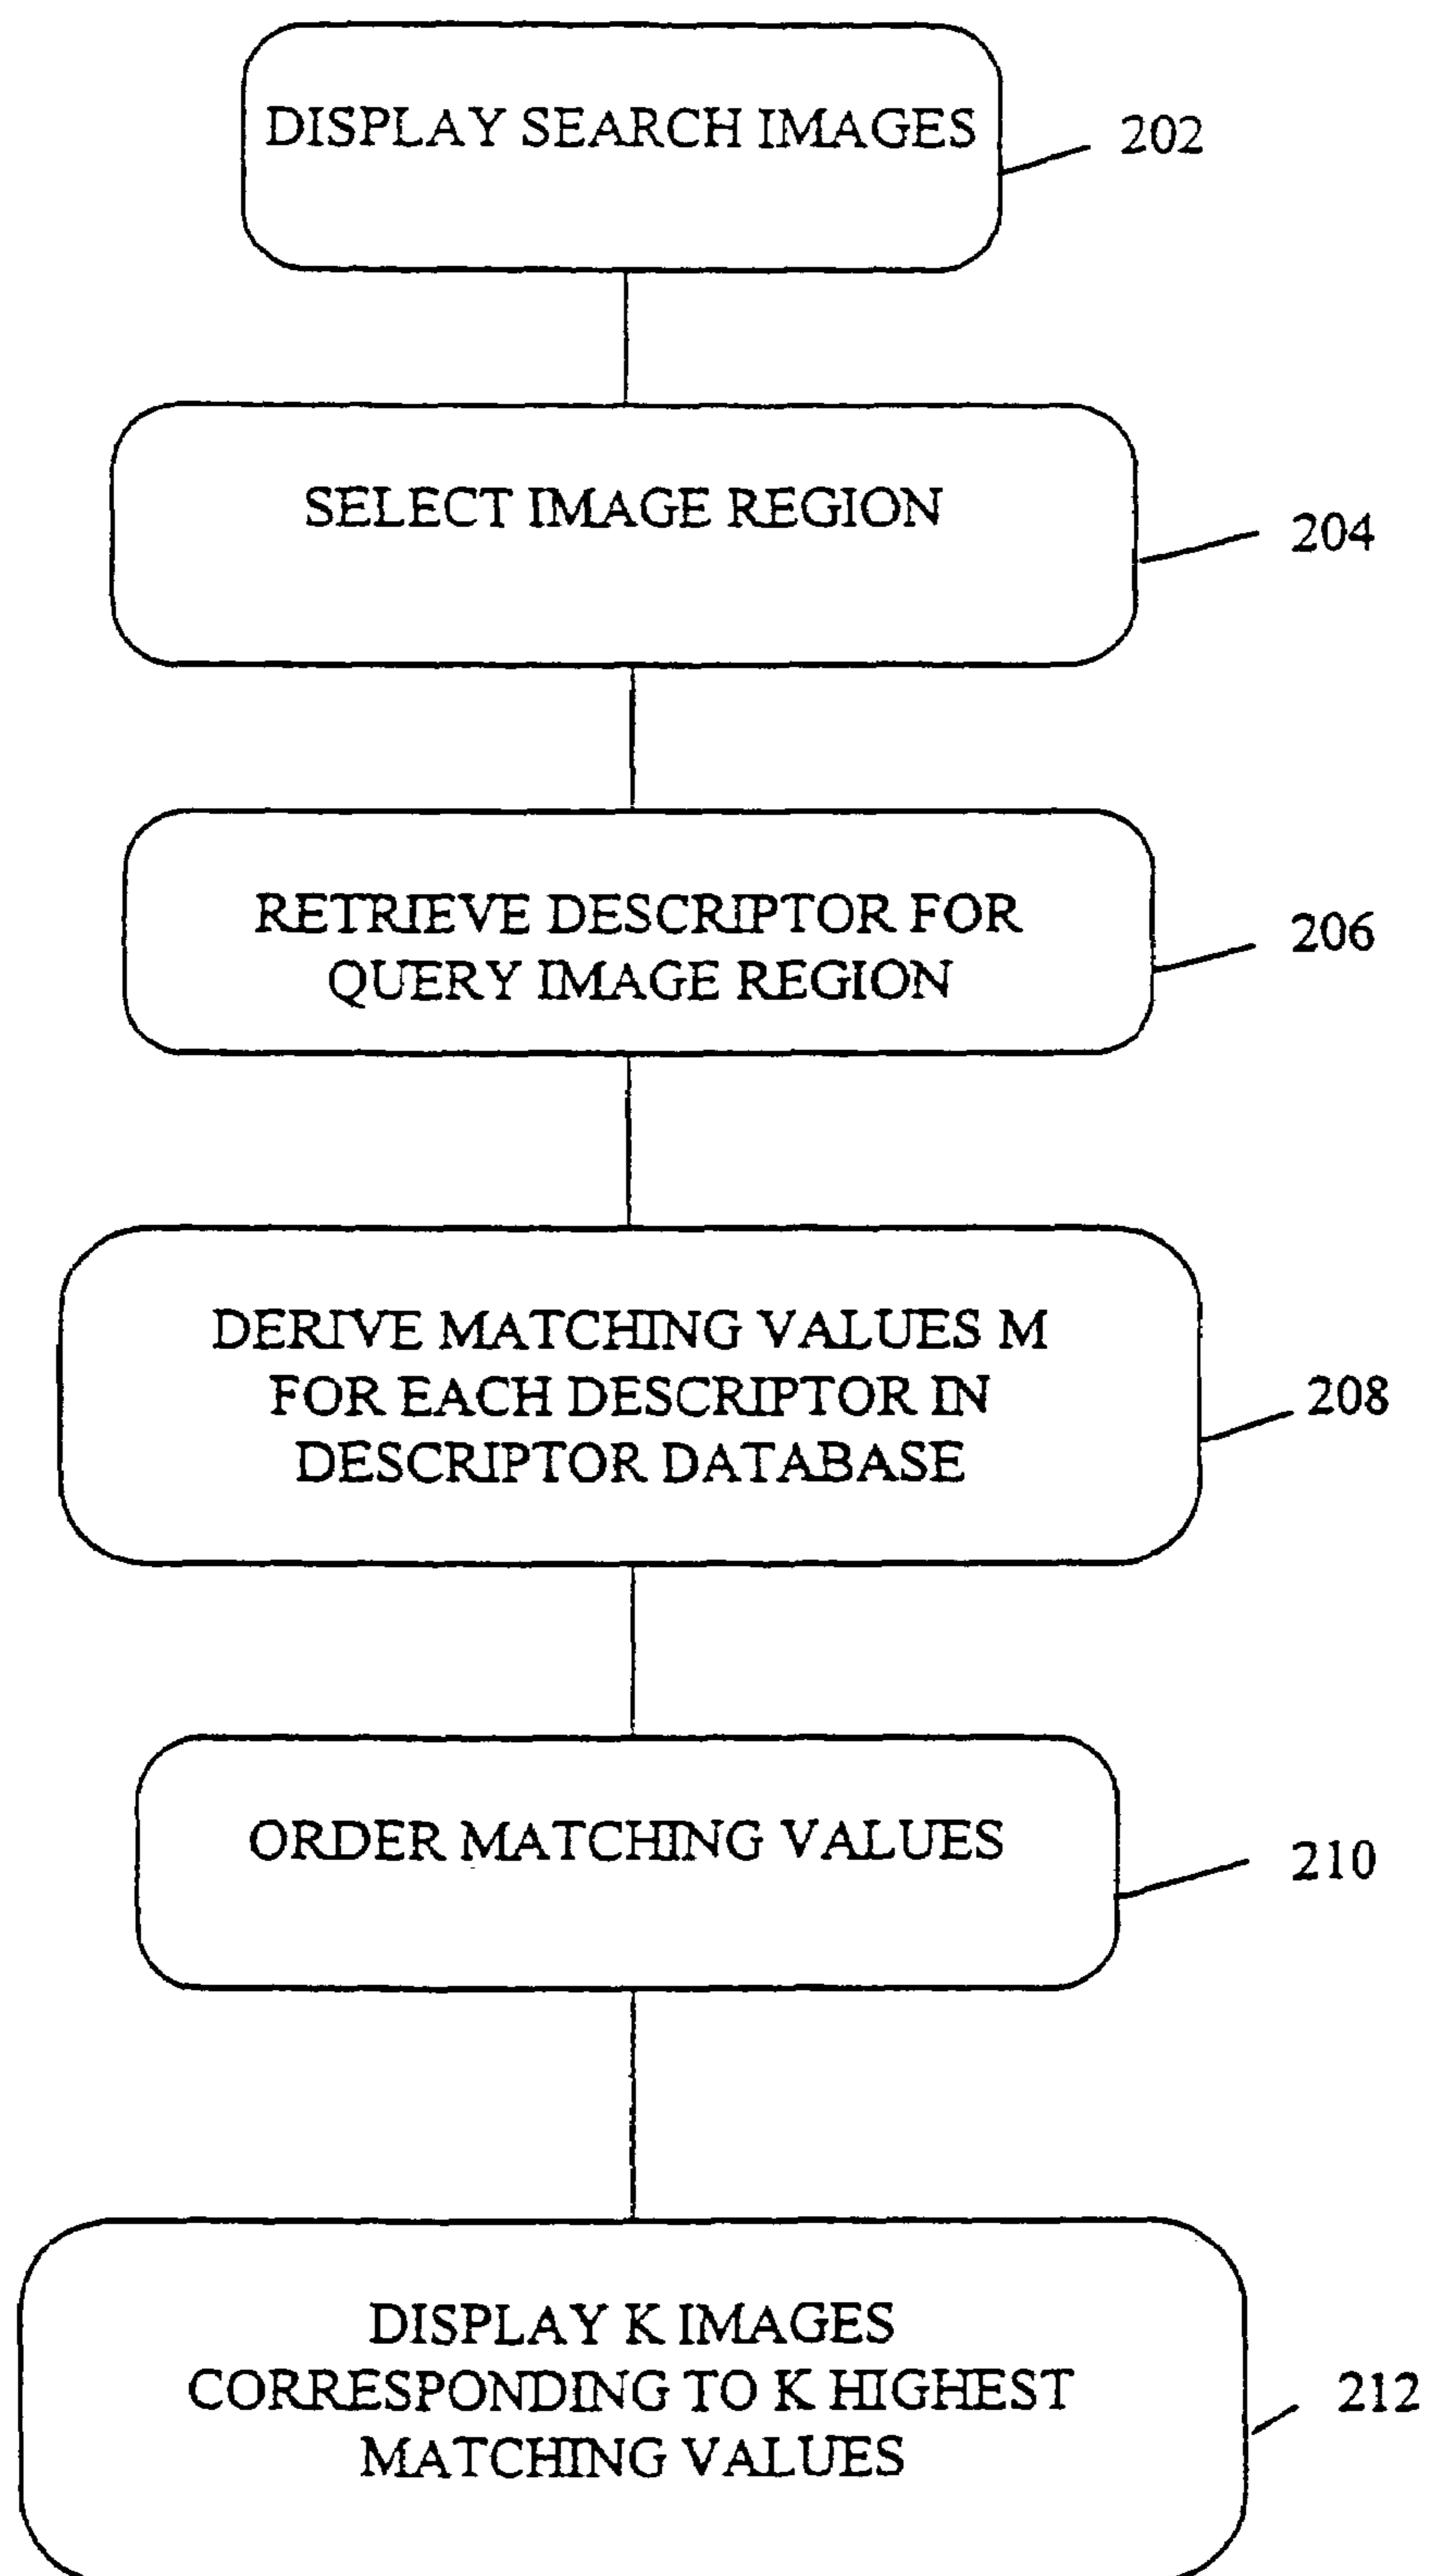 DISPLAY SEARCH IMAGES
202
SELECT IMAGE REGION
204
RETRIEVE DESCRIPTOR FOR
QUERY IMAGE REGION
206
DERIVE MATCHING VALUES M
FOR EACH DESCRIPTOR IN
DESCRIPTOR DATABASE
208
ORDER MATCHING VALUES
210
DISPLAY K IMAGES
CORRESPONDING TO K HIGHEST
MATCHING VALUES
212